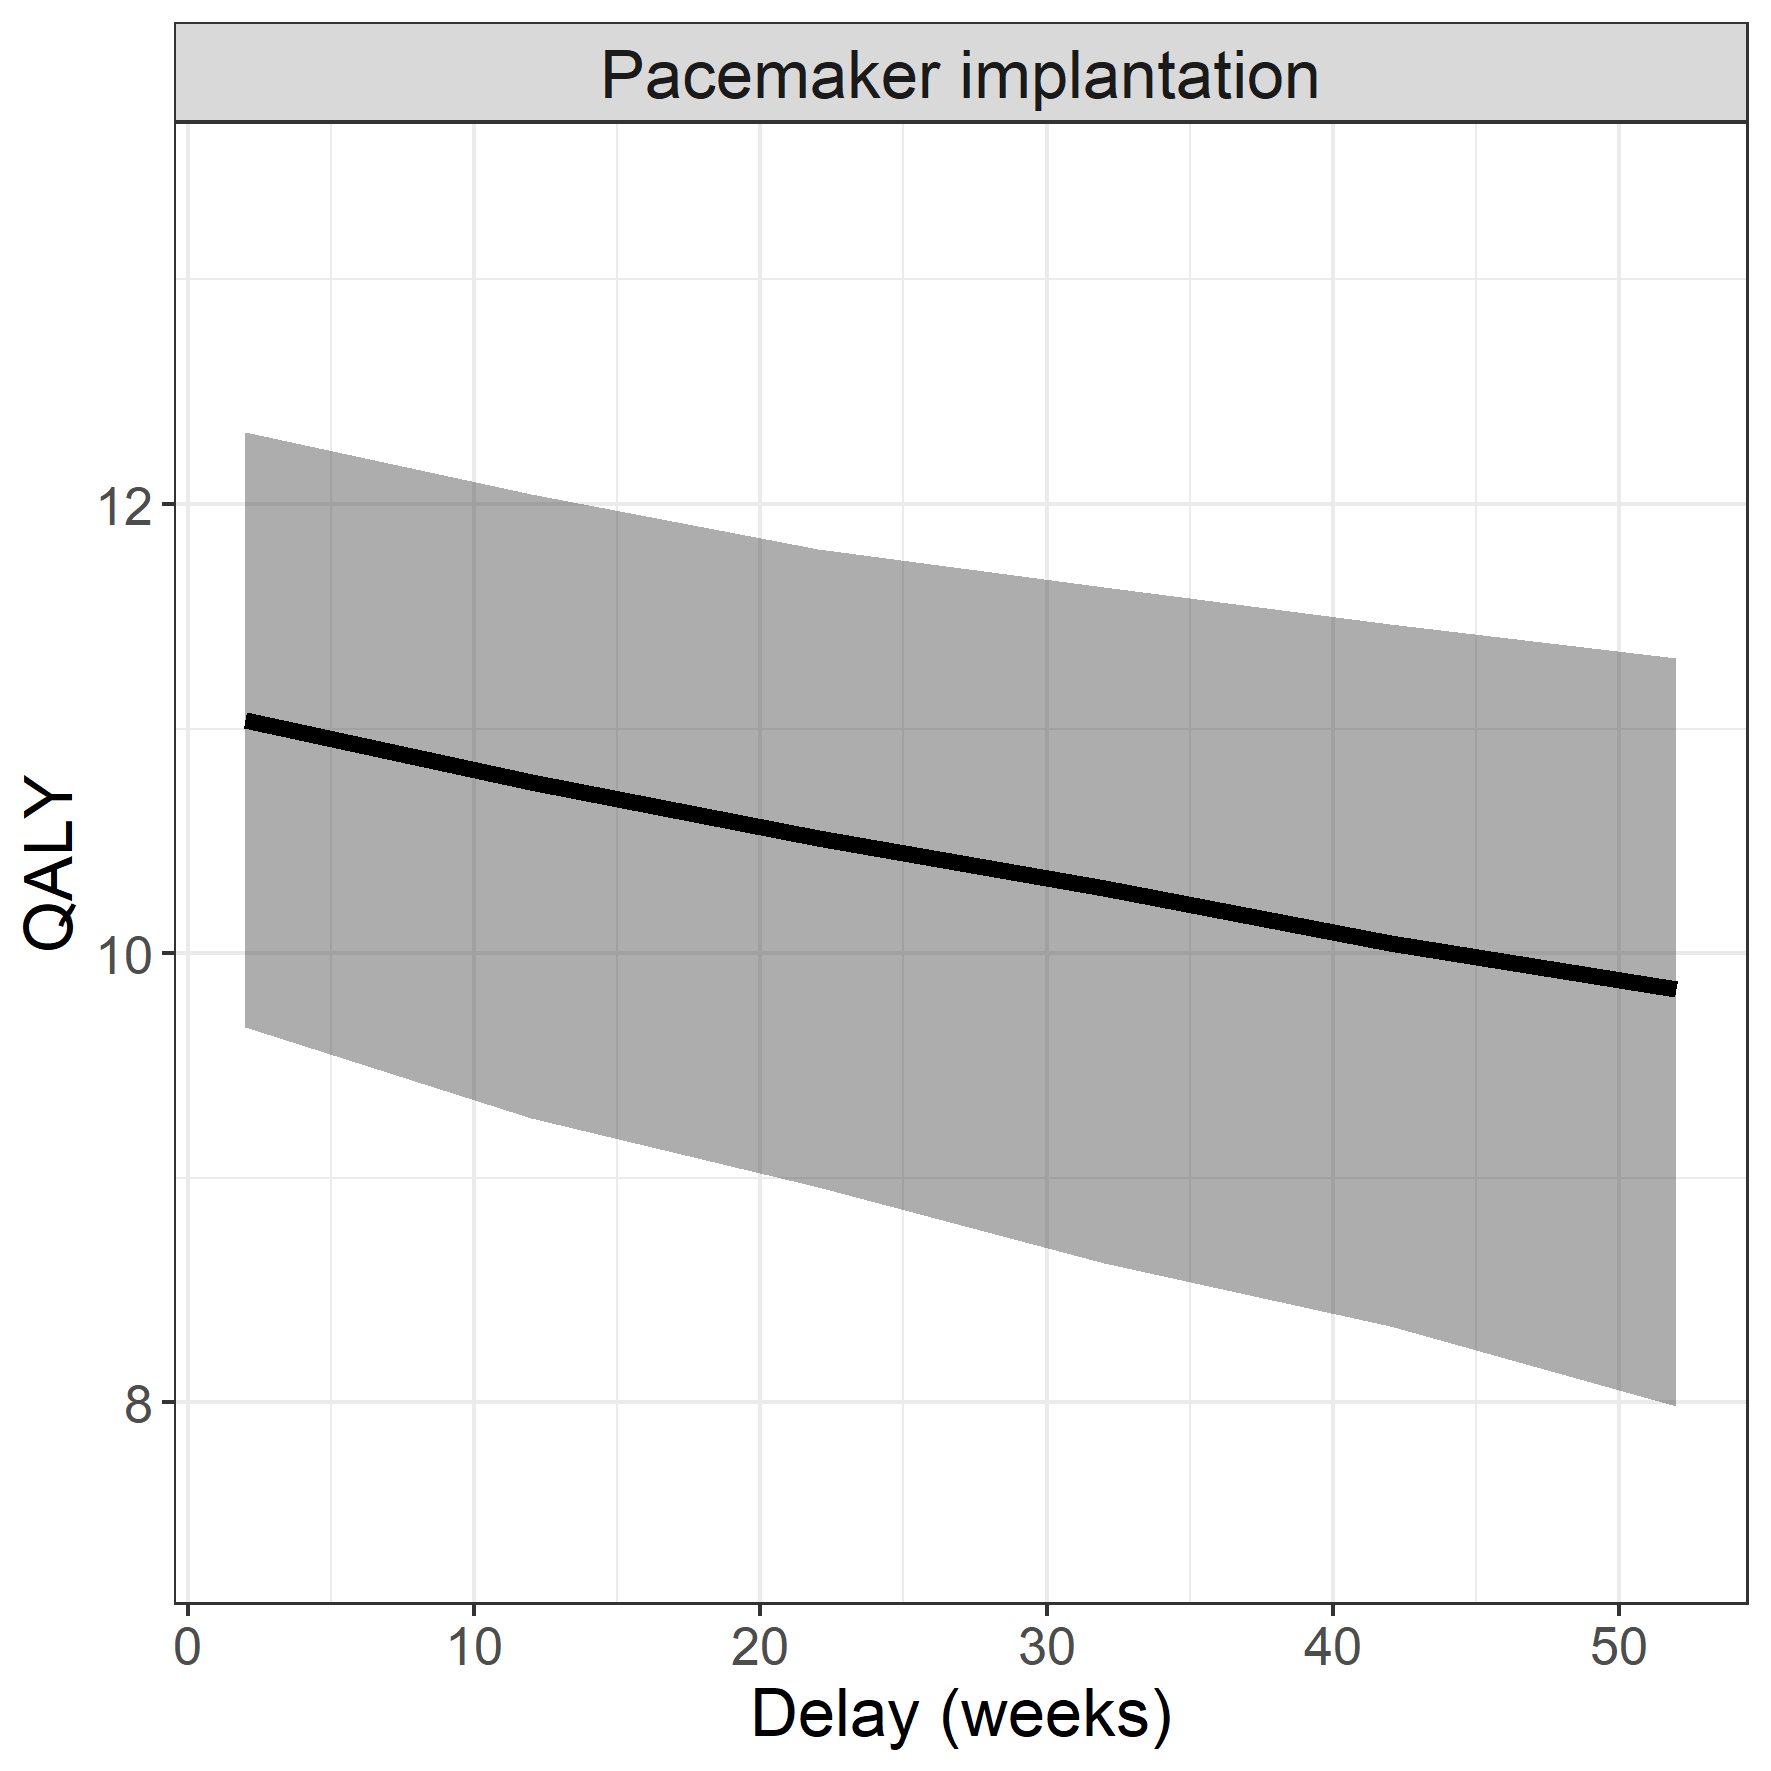 Pacemaker implantation
12
10
8
QALY
0 10 20 30 40 50
Delay (weeks)